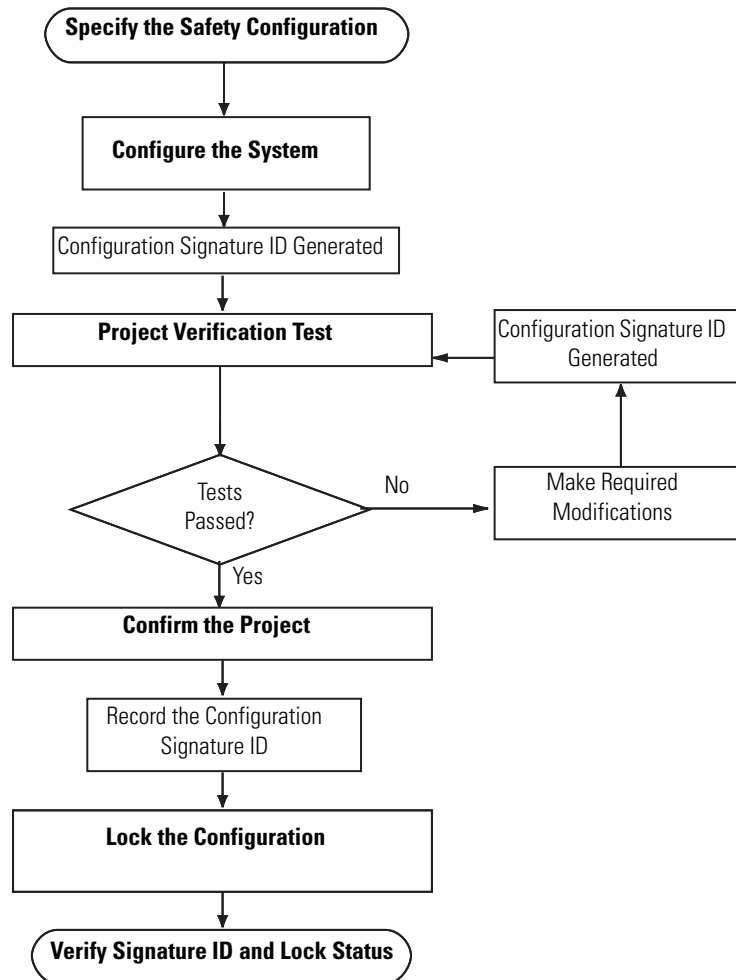 Specify the Safety Configuration
Configure the System
Configuration Signature ID Generated
Project Verification Test
Configuration Signature ID
Generated
Tests
Passed?
No
Make Required
Modifications
Yes
Confirm the Project
Record the Configuration
Signature ID
Lock the Configuration
Verify Signature ID and Lock Status